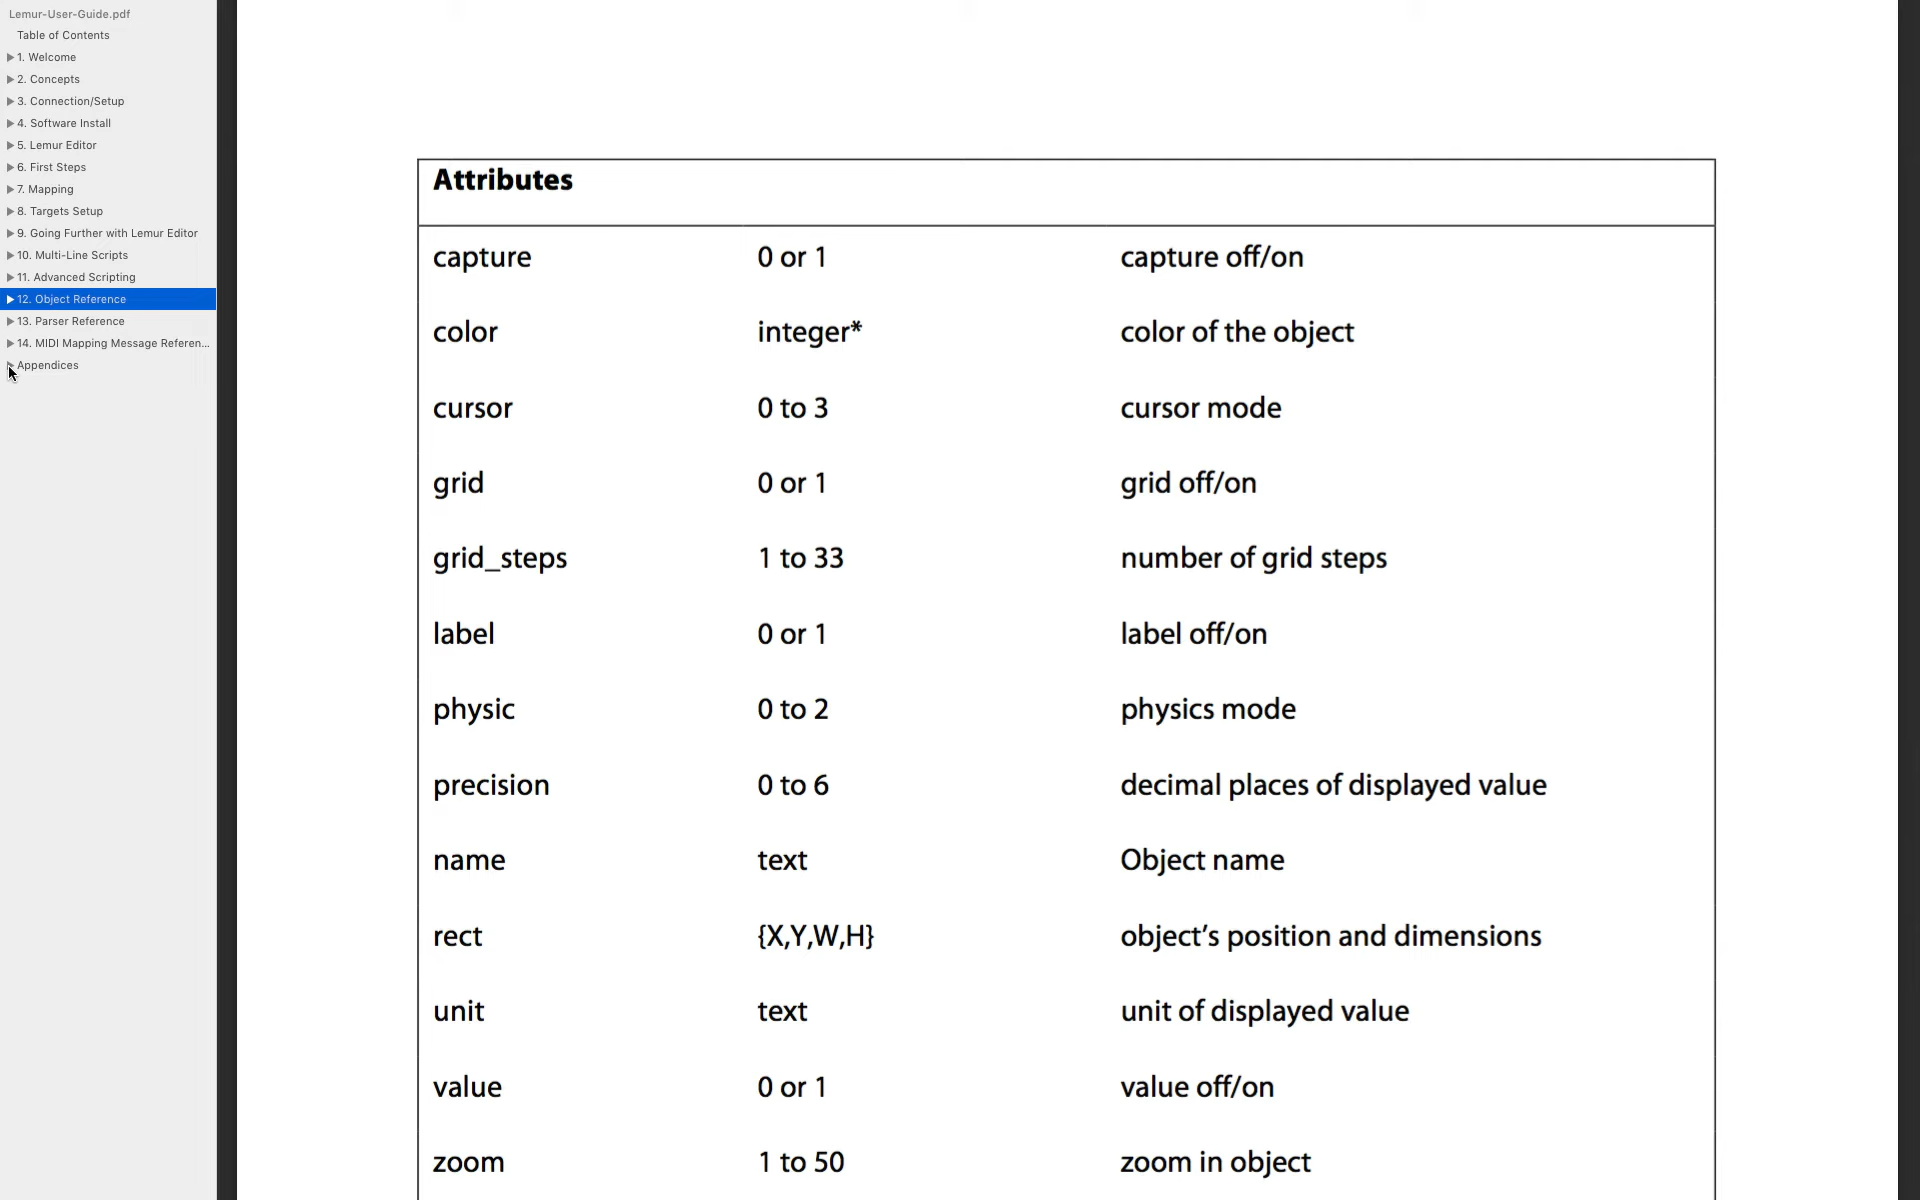 Lemur-User-Guide.pdf
Table of Contents
1. Welcome
2. Concepts
3. Connection/Setup
4. Software Install
5. Lemur Editor
6. First Steps
7. Mapping
8. Targets Setup
9. Going Further with Lemur Editor
10. Multi-Line Scripts
11. Advanced Scripting
12. Object Reference
13. Parser Reference
14. MIDI Mapping Message Referen...
Appendices
Attributes
capture 0 or 1 capture off/on
color integer* color of the object
cursor 0 to 3 cursor mode
grid 0 or 1 grid off/on
grid_steps 1 to 33 number of grid steps
label 0 or 1 label off/on
physic 0 to 2 physics mode
precision 0 to 6 decimal places of displayed value
name text Object name
rect {X,Y,W,H} object’s position and dimensions
unit text unit of displayed value
value 0 or 1 value off/on
zoom 1 to 50 zoom in object